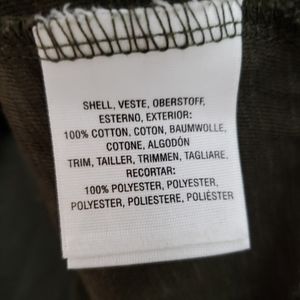 SHELL, VESTE, OBERSTOFF,
ESTERNO, EXTERIOR:
100% COTTON, COTON, BAUMWOLLE,
COTONE, ALGODÓN
TRIM, TAILLER, TRIMMEN, TAGLIARE,
RECORTAR:
100% POLYESTER, POLYESTER,
POLYESTER, POLIESTERE, POLIÉSTER